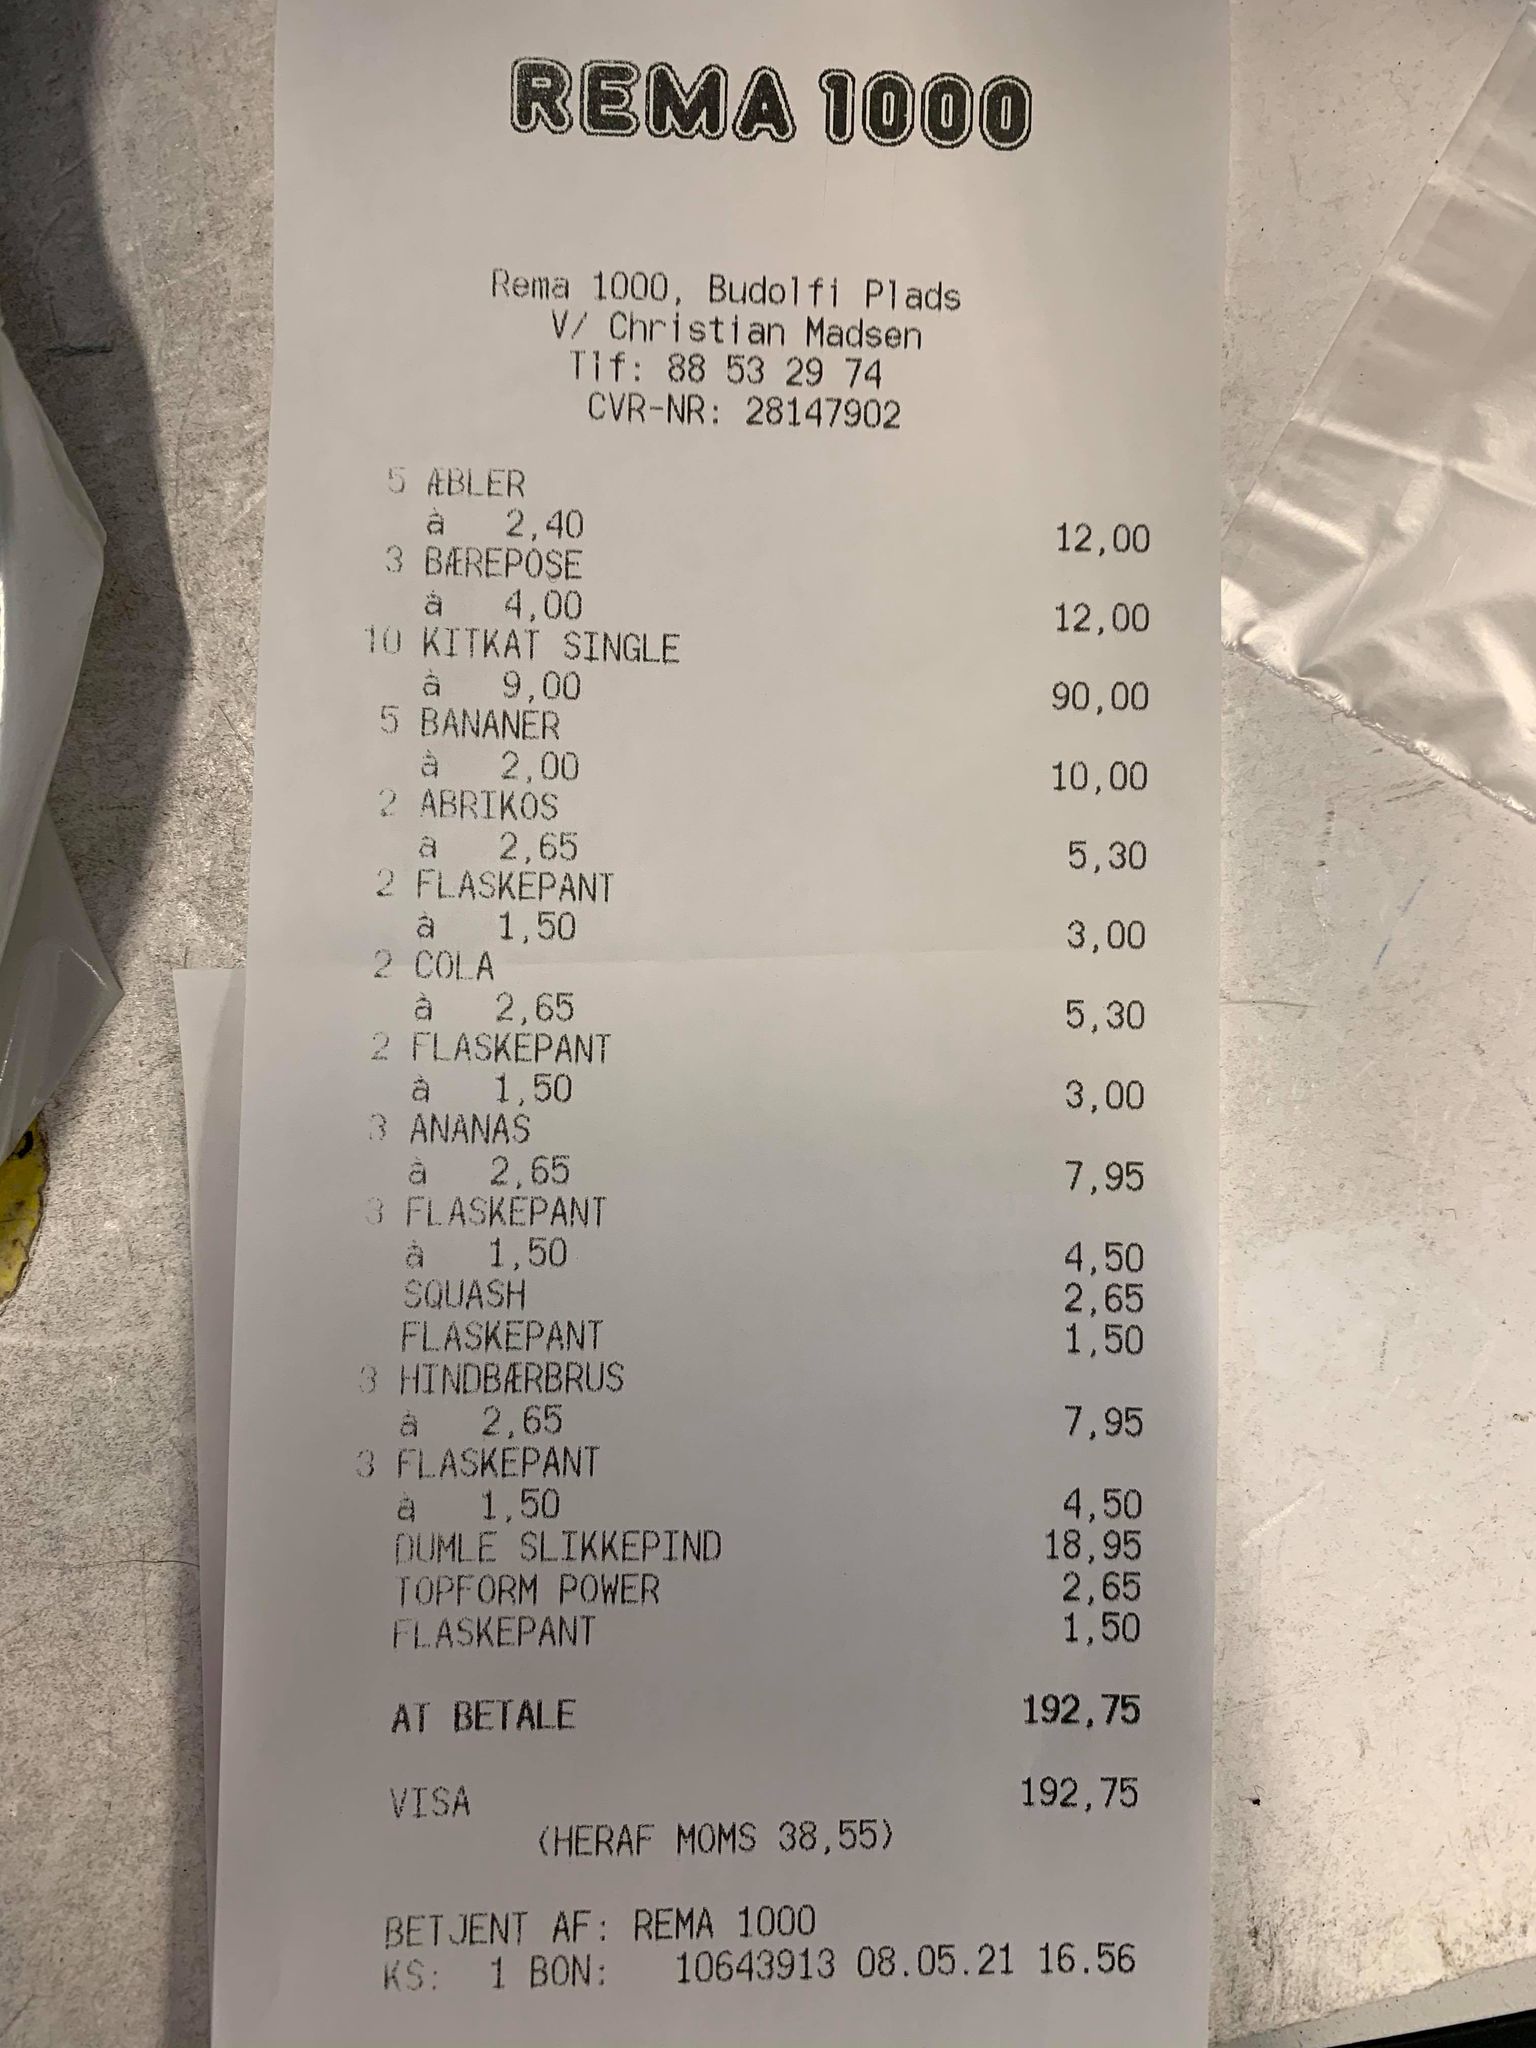 REMA 1000
Rema 1000, Budolfi Plads
V/ Christian Madsen
Tlf: 88 53 29 74
CVR-NR: 28147902
5 ÆBLER
à 2,40 12,00
3 BÆREPOSE
à 4,00 12,00
10 KITKAT SINGLE
à 9,00 90,00
5 BANANER
à 2,00 10,00
2 ABRIKOS
à 2,65 5,30
2 FLASKEPANT
à 1,50 3,00
2 COLA
à 2,65 5,30
2 FLASKEPANT
à 1,50 3,00
3 ANANAS
à 2,65 7,95
3 FLASKEPANT
à 1,50 4,50
SQUASH 2,65
FLASKEPANT 1,50
3 HINDBÆRBRUS
à 2,65 7,95
3 FLASKEPANT
à 1,50 4,50
DUMLE SLIKKEPIND 18,95
TOPFORM POWER 2,65
FLASKEPANT 1,50
AT BETALE 192,75
VISA 192,75
(HERAF MOMS 38,55)
BETJENT AF: REMA 1000
KS: 1 BON: 10643913 08.05.21 16.56